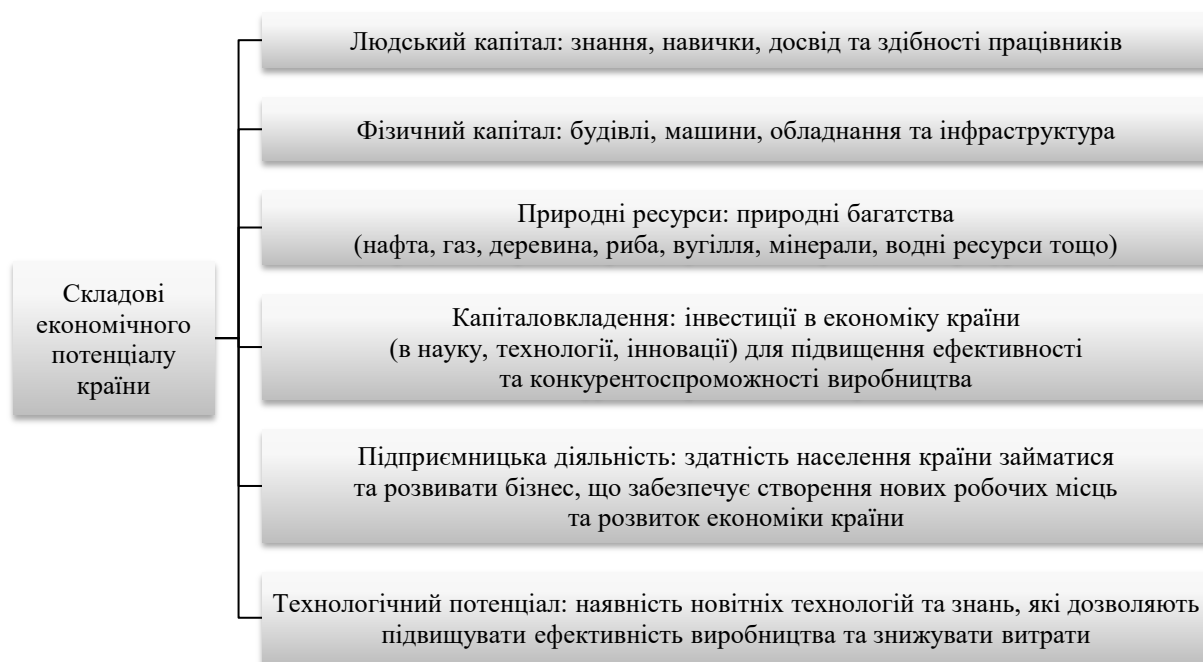 Людський капітал: знання, навички, досвід та здібності працівників
Фізичний капітал: будівлі, машини, обладнання та інфраструктура
Природні ресурси: природні багатства
(нафта, газ, деревина, риба, вугілля, мінерали, водні ресурси тощо)
Складові
економічного
потенціалу
країни
Капіталовкладення: інвестиції в економіку країни
(в науку, технології, інновації) для підвищення ефективності
та конкурентоспроможності виробництва
Підприємницька діяльність: здатність населення країни займатися
та розвивати бізнес, що забезпечує створення нових робочих місць
та розвиток економіки країни
Технологічний потенціал: наявність новітніх технологій та знань, які дозволяють
підвищувати ефективність виробництва та знижувати витрати